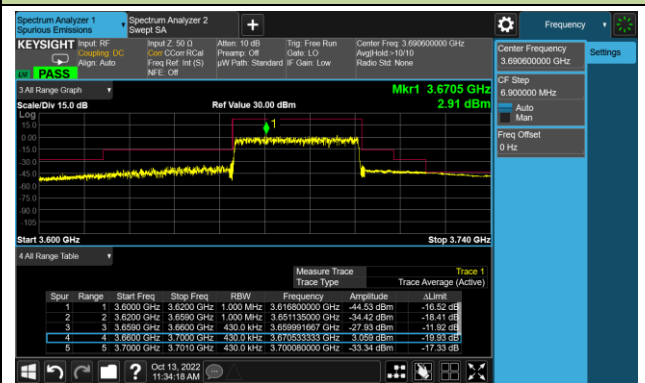 Spectrum Analyzer 1
Spurious Emissions
Spectrum Analyzer 2
Swept SA
Frequency
KEYSIGHT
Input: RF
Coupling: DC
Align: Auto
Input Z: 50 Ω
Corr CCorr RCal
Freq Ref: Int (S)
NFE: Off
Atten: 10 dB
Preamp: Off
µW Path: Standard
Trig: Free Run
Gate: LO
IF Gain: Low
Center Freq: 3.690600000 GHz
Avg|Hold:>10/10
Radio Std: None
PASS
Center Frequency
3.690600000 GHz
Settings
CF Step
6.900000 MHz
Auto
Man
Freq Offset
0 Hz
3 All Range Graph
Mkr1 3.6705 GHz
2.91 dBm
Scale/Div 15.0 dB
Ref Value 30.00 dBm
Log
15.0
0.00
-15.0
-30.0
-45.0
-60.0
-75.0
-90.0
-105
1
Start 3.600 GHz
Stop 3.740 GHz
4 All Range Table
Measure Trace Trace 1
Trace Type Trace Average (Active)
Spur Range Start Freq Stop Freq RBW Frequency Amplitude ΔLimit
1 1 3.6000 GHz 3.6200 GHz 1.000 MHz 3.616800000 GHz -44.53 dBm -16.52 dB
2 2 3.6200 GHz 3.6590 GHz 1.000 MHz 3.651135000 GHz -34.42 dBm -18.41 dB
3 3 3.6590 GHz 3.6600 GHz 430.0 kHz 3.659991667 GHz -27.93 dBm -11.92 dB
4 4 3.6600 GHz 3.7000 GHz 430.0 kHz 3.670533333 GHz 3.059 dBm -19.93 dB
5 5 3.7000 GHz 3.7010 GHz 430.0 kHz 3.700080000 GHz -33.34 dBm -17.33 dB
Oct 13, 2022
11:34:18 AM